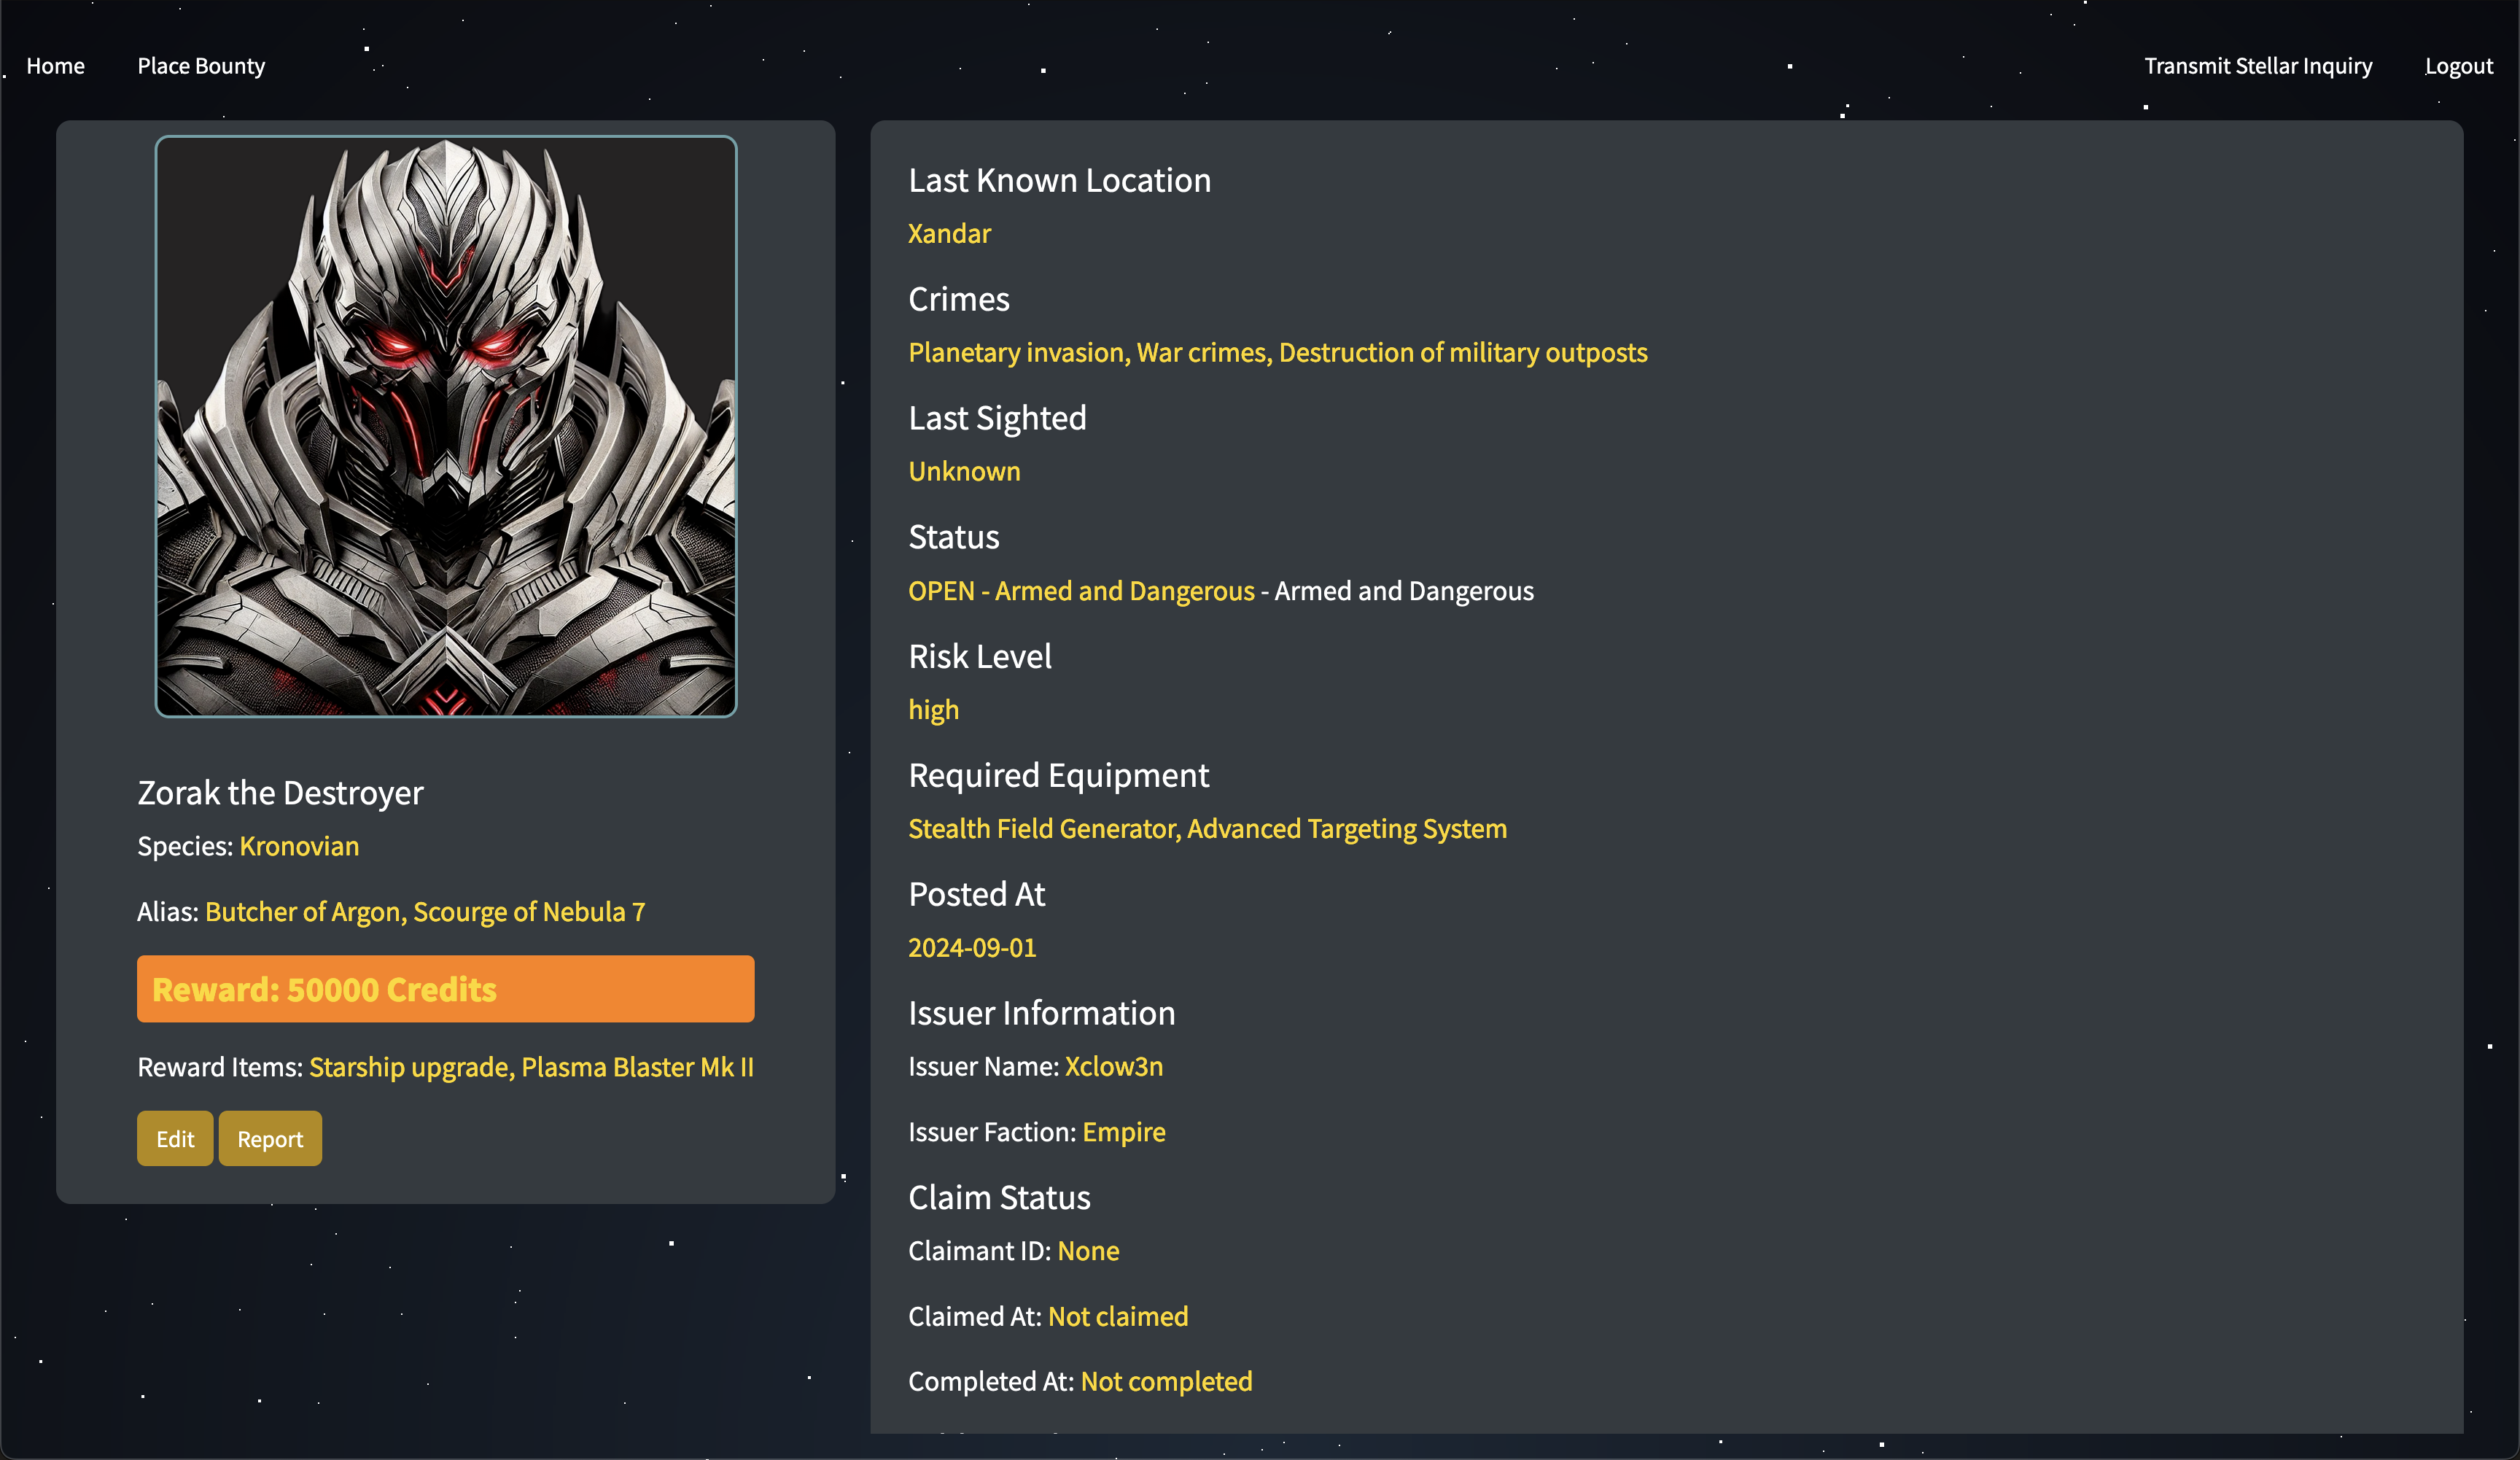 Home
Place Bounty
Transmit Stellar Inquiry
Logout
Zorak the Destroyer
Species: Kronovian
Alias: Butcher of Argon, Scourge of Nebula 7
Reward: 50000 Credits
Reward Items: Starship upgrade, Plasma Blaster Mk II
Edit
Report
Last Known Location
Xandar
Crimes
Planetary invasion, War crimes, Destruction of military outposts
Last Sighted
Unknown
Status
OPEN - Armed and Dangerous - Armed and Dangerous
Risk Level
high
Required Equipment
Stealth Field Generator, Advanced Targeting System
Posted At
2024-09-01
Issuer Information
Issuer Name: Xclow3n
Issuer Faction: Empire
Claim Status
Claimant ID: None
Claimed At: Not claimed
Completed At: Not completed